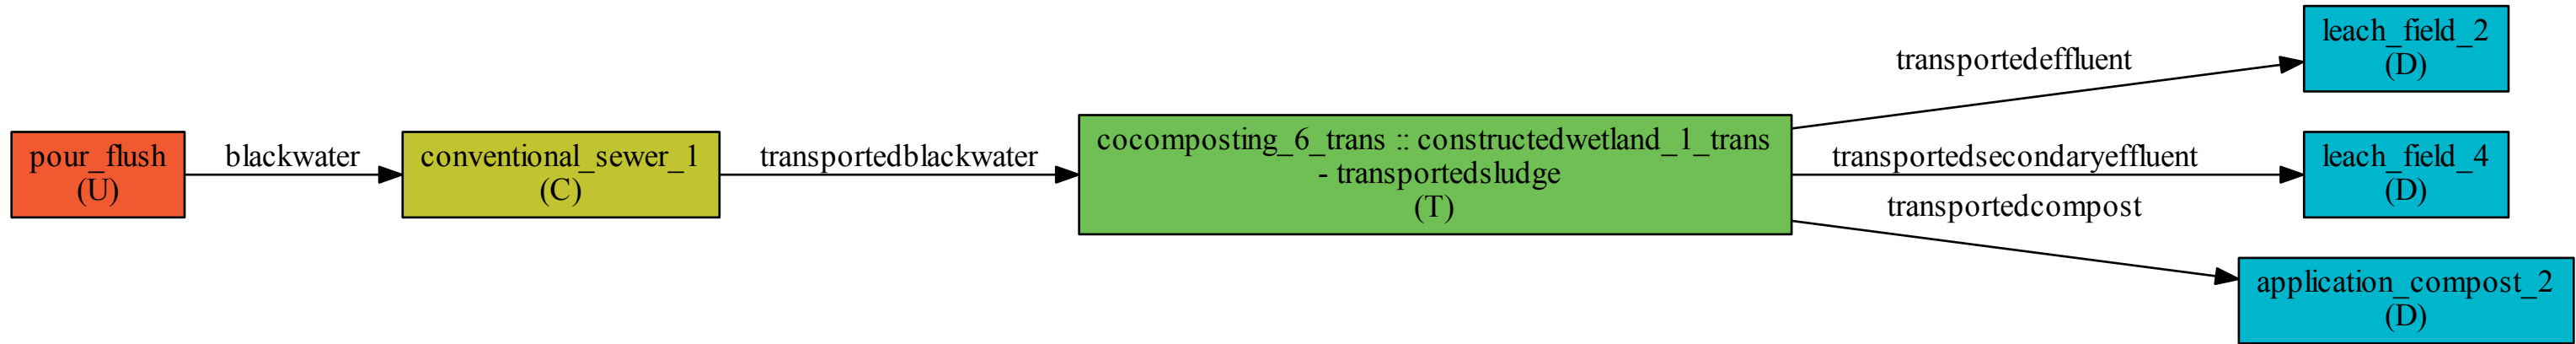 pour_flush
(U)
blackwater
conventional_sewer_1
(C)
transportedblackwater
cocomposting_6_trans :: constructedwetland_1_trans
- transportedsludge
(T)
transportedeffluent
leach_field_2
(D)
transportedsecondaryeffluent
leach_field_4
(D)
transportedcompost
application_compost_2
(D)